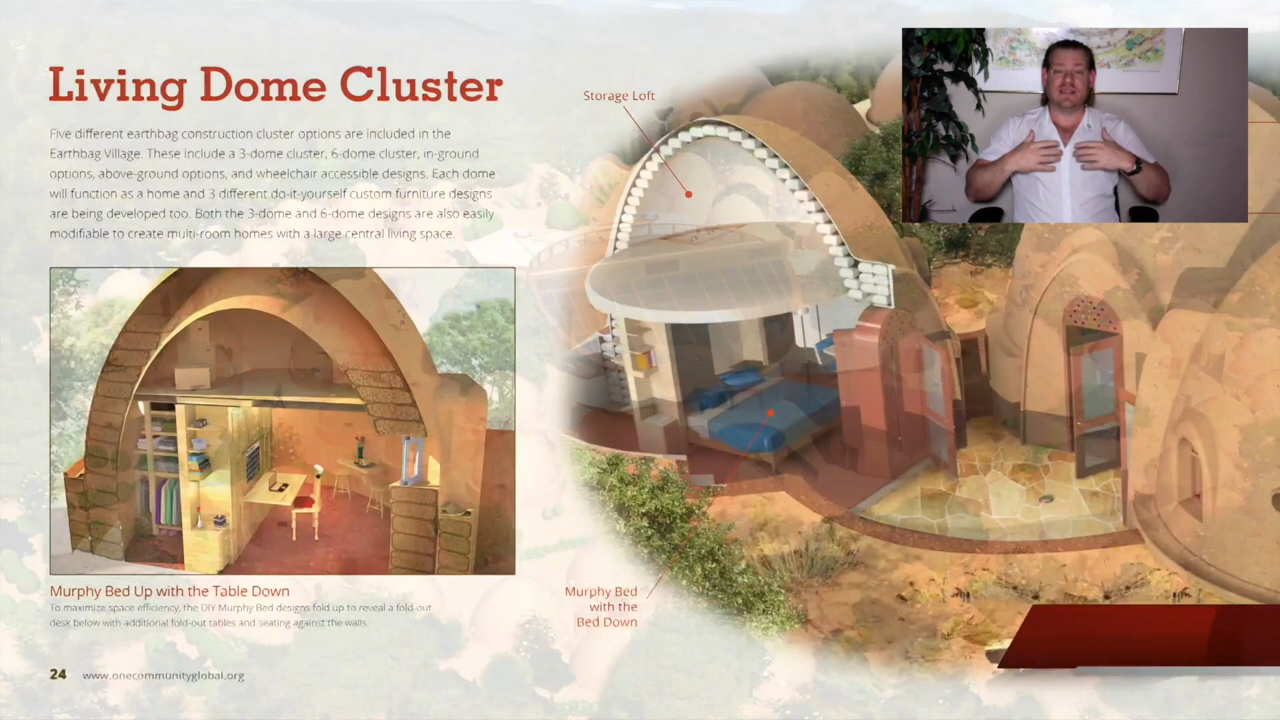 Living Dome Cluster
Five different earthbag construction cluster options are included in the
Earthbag Village. These include a 3-dome cluster, 6-dome cluster, in-ground
options, above-ground options, and wheelchair accessible designs. Each dome
will function as a home and 3 different do-it-yourself custom furniture designs
are being developed too. Both the 3-dome and 6-dome designs are also easily
modifiable to create multi-room homes with a large central living space.
Storage Loft
Murphy Bed Up with the Table Down
To maximize space efficiency, the DIY Murphy Bed designs fold up to reveal a fold-out
desk below with additional fold-out tables and seating against the walls.
Murphy Bed
with the
Bed Down
24 www.onecommunityglobal.org